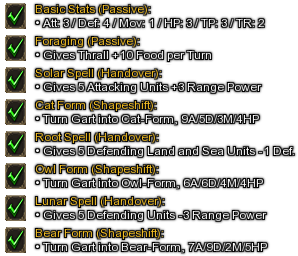 Basic Stats (Passive):
• Att: 3 / Def: 4 / Mov: 1 / HP: 3 / TP: 3 / TR: 2
Foraging (Passive):
• Gives Thrall +10 Food per Turn
Solar Spell (Handover):
• Gives 5 Attacking Units +3 Range Power
Cat Form (Shapeshift):
• Turn Gart into Cat-Form, 9A/5D/3M/4HP
Root Spell (Handover):
• Gives 5 Defending Land and Sea Units -1 Def.
Owl Form (Shapeshift):
• Turn Gart into Owl-Form, 6A/6D/4M/4HP
Lunar Spell (Handover):
• Gives 5 Defending Units -3 Range Power
Bear Form (Shapeshift):
• Turn Gart into Bear-Form, 7A/9D/2M/5HP